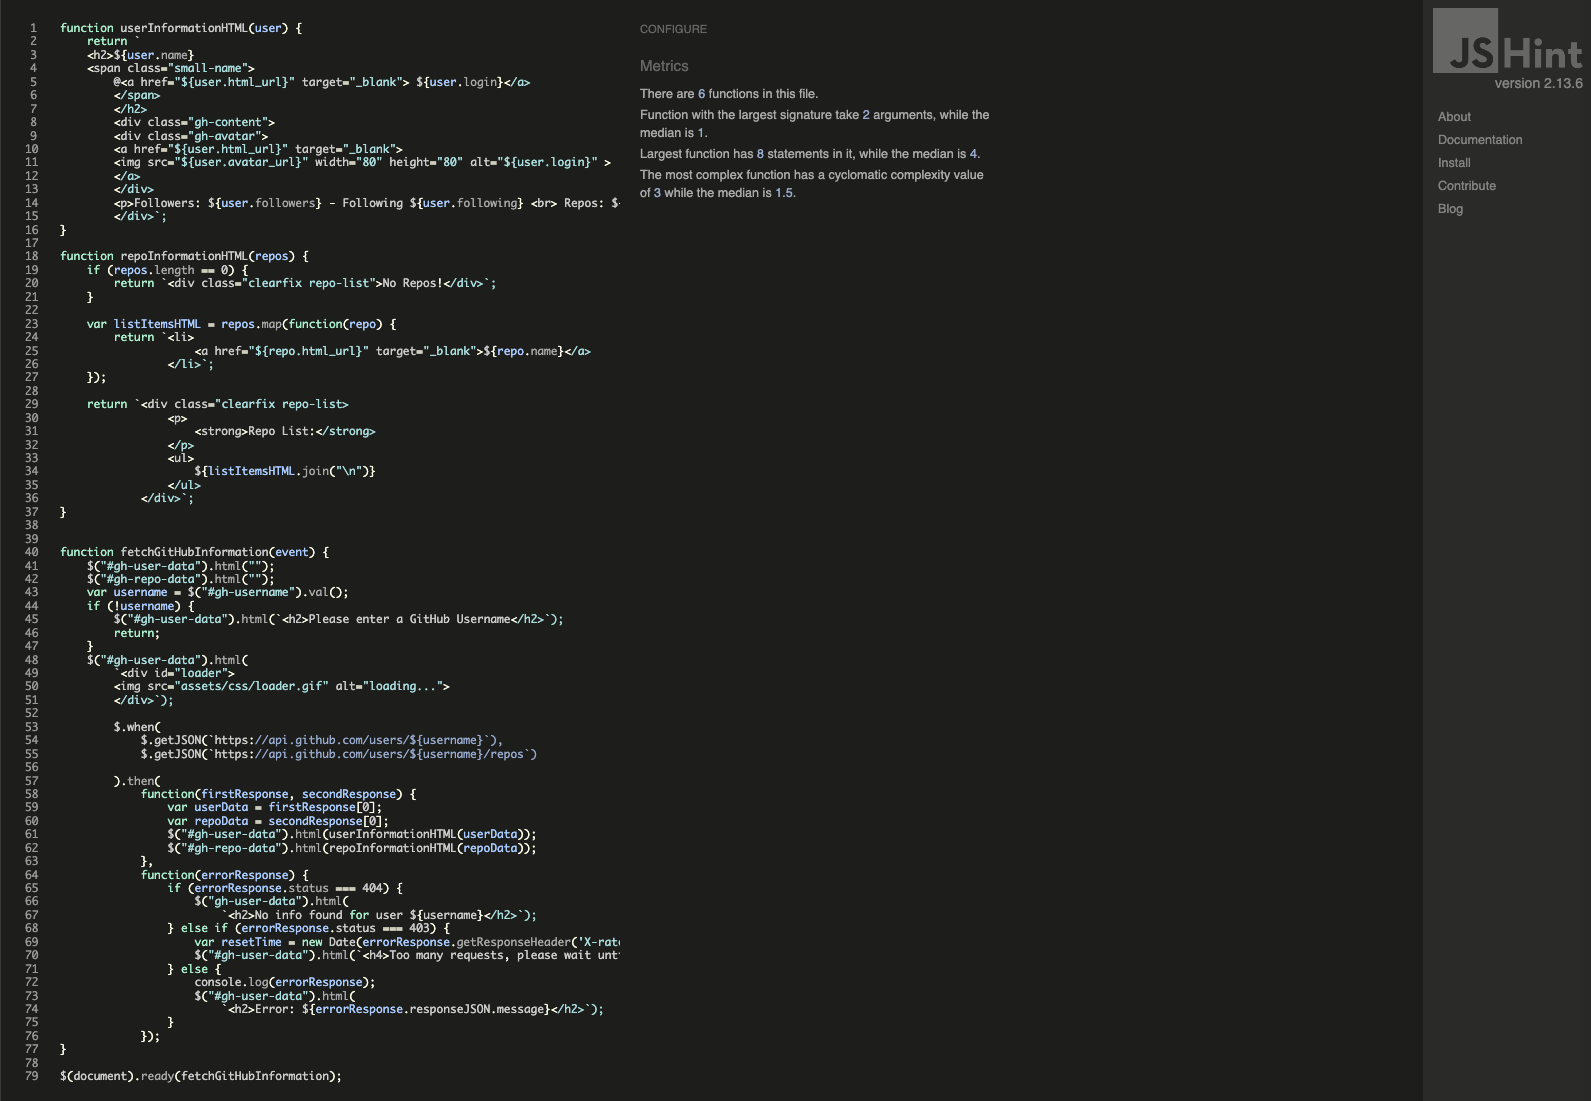 1 function userInformationHTML(user) {
2 return `
3 <h2>${user.name}
4 <span class="small-name">
5 @<a href="${user.html_url}" target="_blank"> ${user.login}</a>
6 </span>
7 </h2>
8 <div class="gh-content">
9 <div class="gh-avatar">
10 <a href="${user.html_url}" target="_blank">
11 <img src="${user.avatar_url}" width="80" height="80" alt="${user.login}" >
12 </a>
13 </div>
14 <p>Followers: ${user.followers} - Following ${user.following} <br> Repos: $
15 </div>`;
16 }
17
18 function repoInformationHTML(repos) {
19 if (repos.length == 0) {
20 return `<div class="clearfix repo-list">No Repos!</div>`;
21 }
22
23 var listItemsHTML = repos.map(function(repo) {
24 return `<li>
25 <a href="${repo.html_url}" target="_blank">${repo.name}</a>
26 </li>`;
27 });
28
29 return `<div class="clearfix repo-list>
30 <p>
31 <strong>Repo List:</strong>
32 </p>
33 <ul>
34 ${listItemsHTML.join("\n")}
35 </ul>
36 </div>`;
37 }
38
39
40 function fetchGitHubInformation(event) {
41 $("#gh-user-data").html("");
42 $("#gh-repo-data").html("");
43 var username = $("#gh-username").val();
44 if (!username) {
45 $("#gh-user-data").html(`<h2>Please enter a GitHub Username</h2>`);
46 return;
47 }
48 $("#gh-user-data").html(
49 `<div id="loader">
50 <img src="assets/css/loader.gif" alt="loading...">
51 </div>`);
52
53 $.when(
54 $.getJSON(`https://api.github.com/users/${username}`),
55 $.getJSON(`https://api.github.com/users/${username}/repos`)
56
57 ).then(
58 function(firstResponse, secondResponse) {
59 var userData = firstResponse[0];
60 var repoData = secondResponse[0];
61 $("#gh-user-data").html(userInformationHTML(userData));
62 $("#gh-repo-data").html(repoInformationHTML(repoData));
63 },
64 function(errorResponse) {
65 if (errorResponse.status === 404) {
66 $("gh-user-data").html(
67 `<h2>No info found for user ${username}</h2>`);
68 } else if (errorResponse.status === 403) {
69 var resetTime = new Date(errorResponse.getResponseHeader('X-rat
70 $("#gh-user-data").html(`<h4>Too many requests, please wait unt
71 } else {
72 console.log(errorResponse);
73 $("#gh-user-data").html(
74 `<h2>Error: ${errorResponse.responseJSON.message}</h2>`);
75 }
76 });
77 }
78
79 $(document).ready(fetchGitHubInformation);
CONFIGURE
Metrics
There are 6 functions in this file.
Function with the largest signature take 2 arguments, while the
median is 1.
Largest function has 8 statements in it, while the median is 4.
The most complex function has a cyclomatic complexity value
of 3 while the median is 1.5.
JSHint
version 2.13.6
About
Documentation
Install
Contribute
Blog